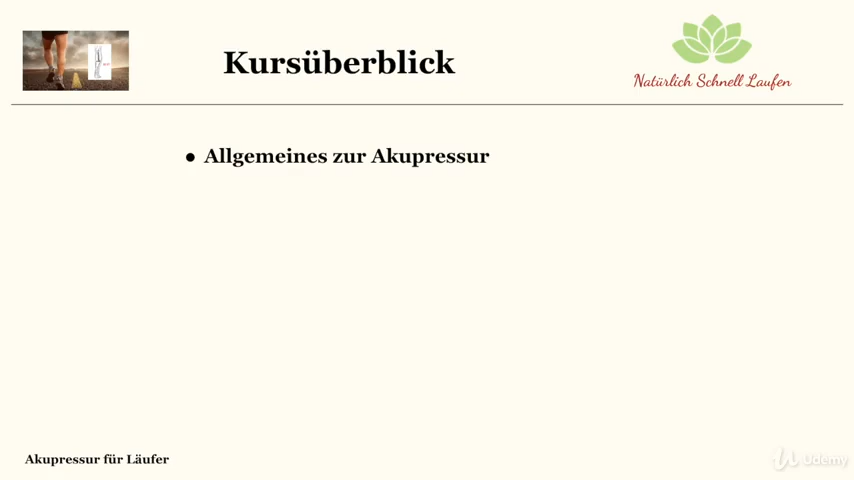 Kursüberblick
Natürlich Schnell Laufen
● Allgemeines zur Akupressur
Akupressur für Läufer
Udemy